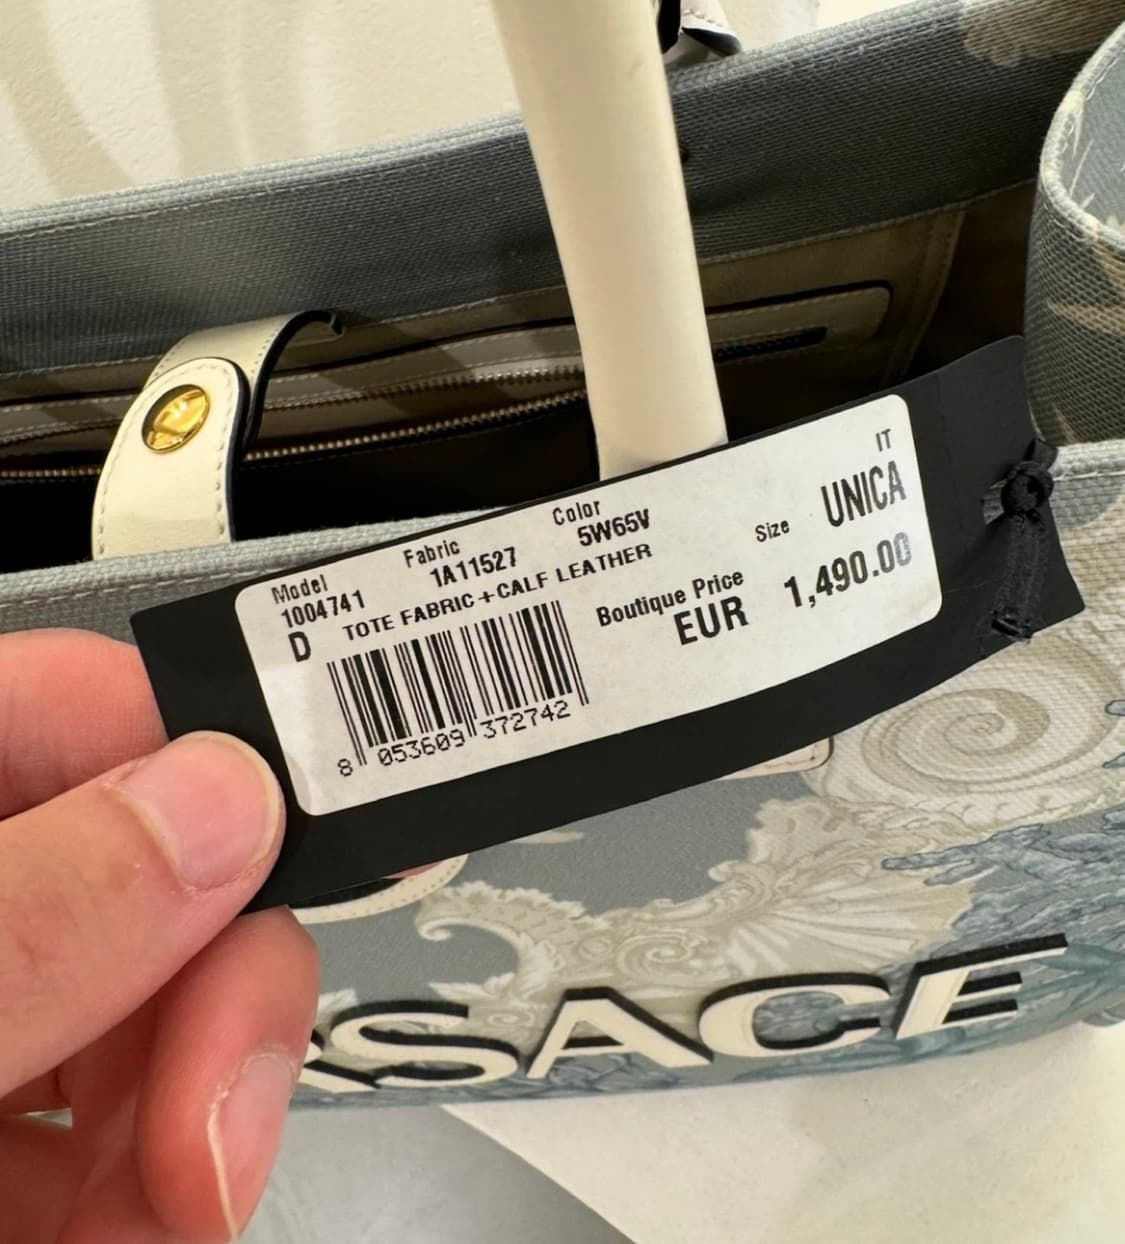 Model Fabric Color IT
1004741 1A11527 5W65V Size UNICA
D TOTE FABRIC+CALF LEATHER
Boutique Price 1,490.00
EUR
8 053609 372742
RSACE